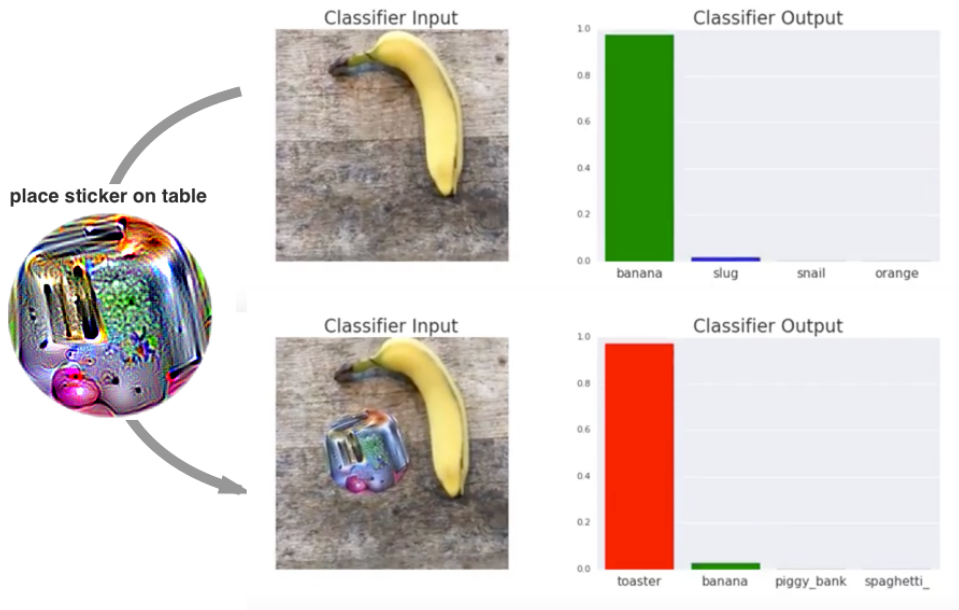 Classifier Input
Classifier Output
1.0
0.8
0.6
0.4
0.2
0.0
banana slug snail orange
place sticker on table
Classifier Input
Classifier Output
1.0
0.8
0.6
0.4
0.2
0.0
toaster banana piggy_bank spaghetti_